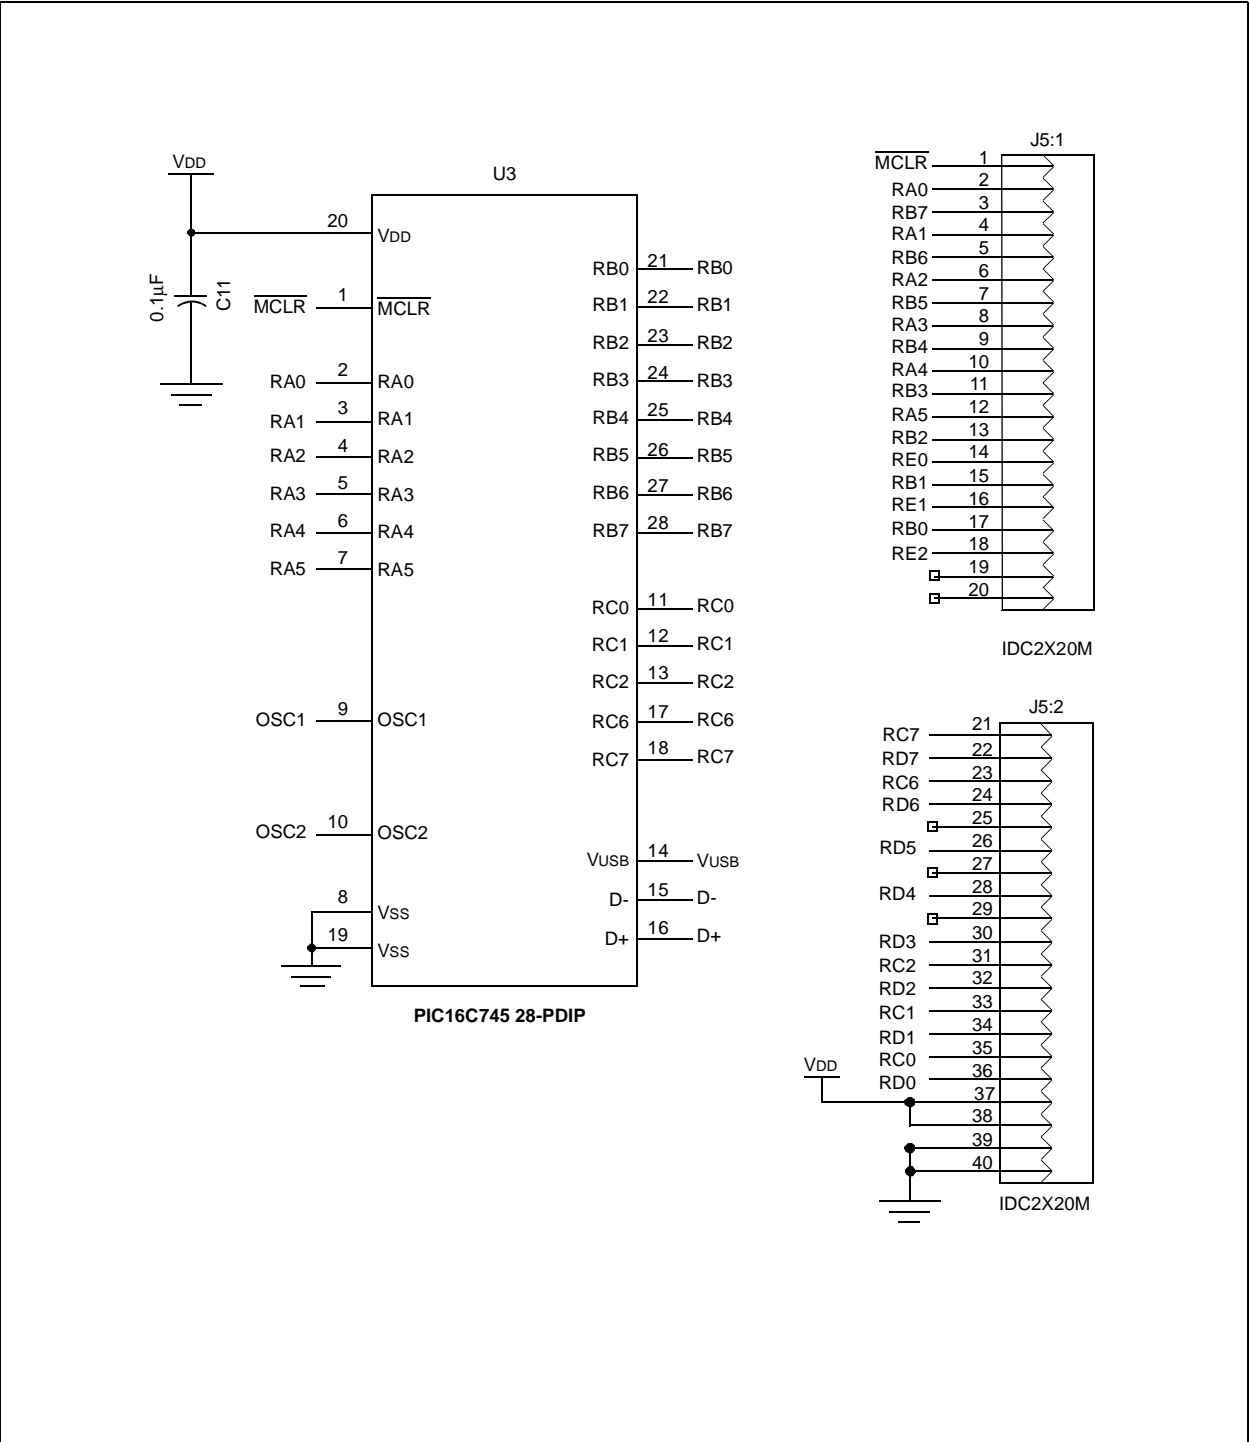 VDD
U3
20
VDD
0.1µF
C11
MCLR
1
MCLR
RA0
2
RA0
RA1
3
RA1
RA2
4
RA2
RA3
5
RA3
RA4
6
RA4
RA5
7
RA5
OSC1
9
OSC1
OSC2
10
OSC2
8
VSS
19
VSS
RB0
21
RB0
RB1
22
RB1
RB2
23
RB2
RB3
24
RB3
RB4
25
RB4
RB5
26
RB5
RB6
27
RB6
RB7
28
RB7
RC0
11
RC0
RC1
12
RC1
RC2
13
RC2
RC6
17
RC6
RC7
18
RC7
VUSB
14
VUSB
D-
15
D-
D+
16
D+
PIC16C745 28-PDIP
J5:1
MCLR 1
RA0 2
RB7 3
RA1 4
RB6 5
RA2 6
RB5 7
RA3 8
RB4 9
RA4 10
RB3 11
RA5 12
RB2 13
RE0 14
RB1 15
RE1 16
RB0 17
RE2 18
19
20
IDC2X20M
J5:2
RC7 21
RD7 22
RC6 23
RD6 24
25
RD5 26
27
RD4 28
29
RD3 30
RC2 31
RD2 32
RC1 33
RD1 34
RC0 35
RD0 36
VDD
37
38
39
40
IDC2X20M